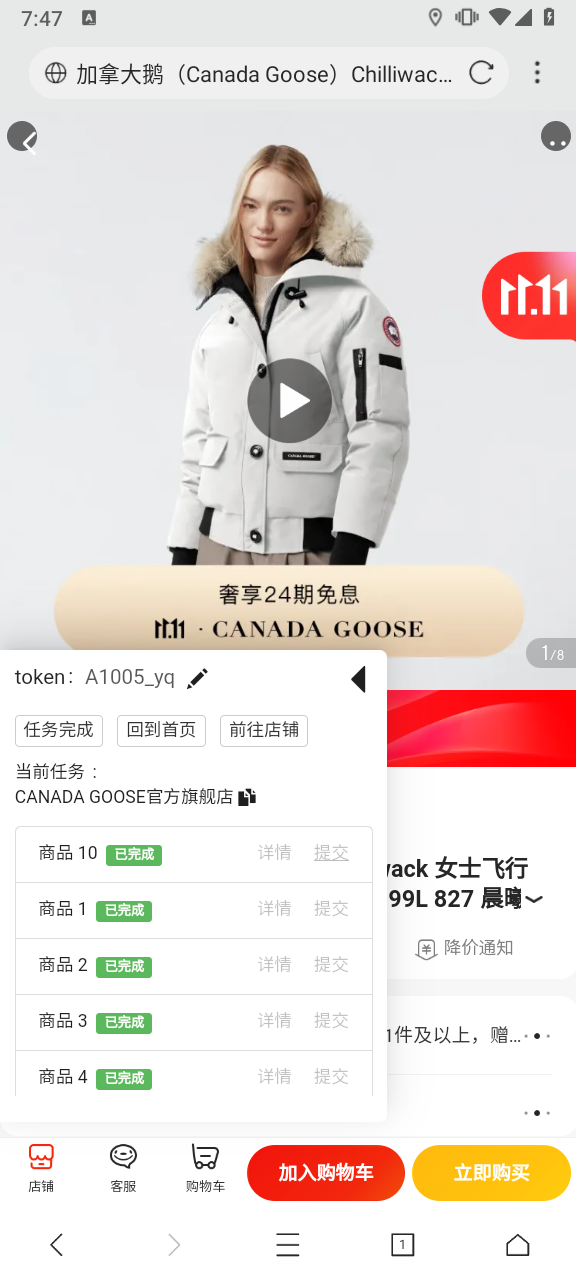 7:47
加拿大鹅（Canada Goose）Chilliwac...
11.11
奢享24期免息
11.11 · CANADA GOOSE
1/8
token： A1005_yq
任务完成 回到首页 前往店铺
当前任务：
CANADA GOOSE官方旗舰店
商品 10 已完成 详情 提交
商品 1 已完成 详情 提交
商品 2 已完成 详情 提交
商品 3 已完成 详情 提交
商品 4 已完成 详情 提交
wack 女士飞行
99L 827 晨曦
降价通知
1件及以上，赠...
店铺 客服 购物车 加入购物车 立即购买
1